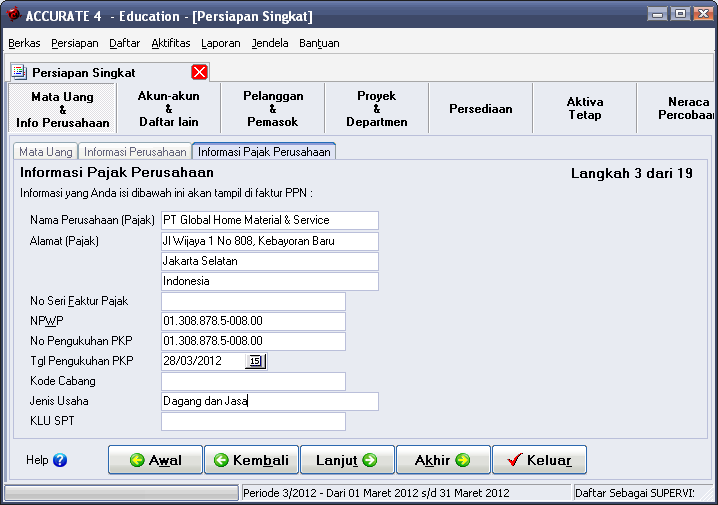 ACCURATE 4 - Education - [Persiapan Singkat]
Berkas Persiapan Daftar Aktifitas Laporan Jendela Bantuan
Persiapan Singkat
Mata Uang
&
Info Perusahaan
Akun-akun
&
Daftar lain
Pelanggan
&
Pemasok
Proyek
&
Departmen
Persediaan
Aktiva
Tetap
Neraca
Percobaan
Mata Uang
Informasi Perusahaan
Informasi Pajak Perusahaan
Informasi Pajak Perusahaan
Langkah 3 dari 19
Informasi yang Anda isi dibawah ini akan tampil di faktur PPN :
Nama Perusahaan (Pajak) PT Global Home Material & Service
Alamat (Pajak) Jl Wijaya 1 No 808, Kebayoran Baru
Jakarta Selatan
Indonesia
No Seri Faktur Pajak
NPWP 01.308.878.5-008.00
No Pengukuhan PKP 01.308.878.5-008.00
Tgl Pengukuhan PKP 28/03/2012 15
Kode Cabang
Jenis Usaha Dagang dan Jasa
KLU SPT
Help ? Awal Kembali Lanjut Akhir Keluar
Periode 3/2012 - Dari 01 Maret 2012 s/d 31 Maret 2012 Daftar Sebagai SUPERVI